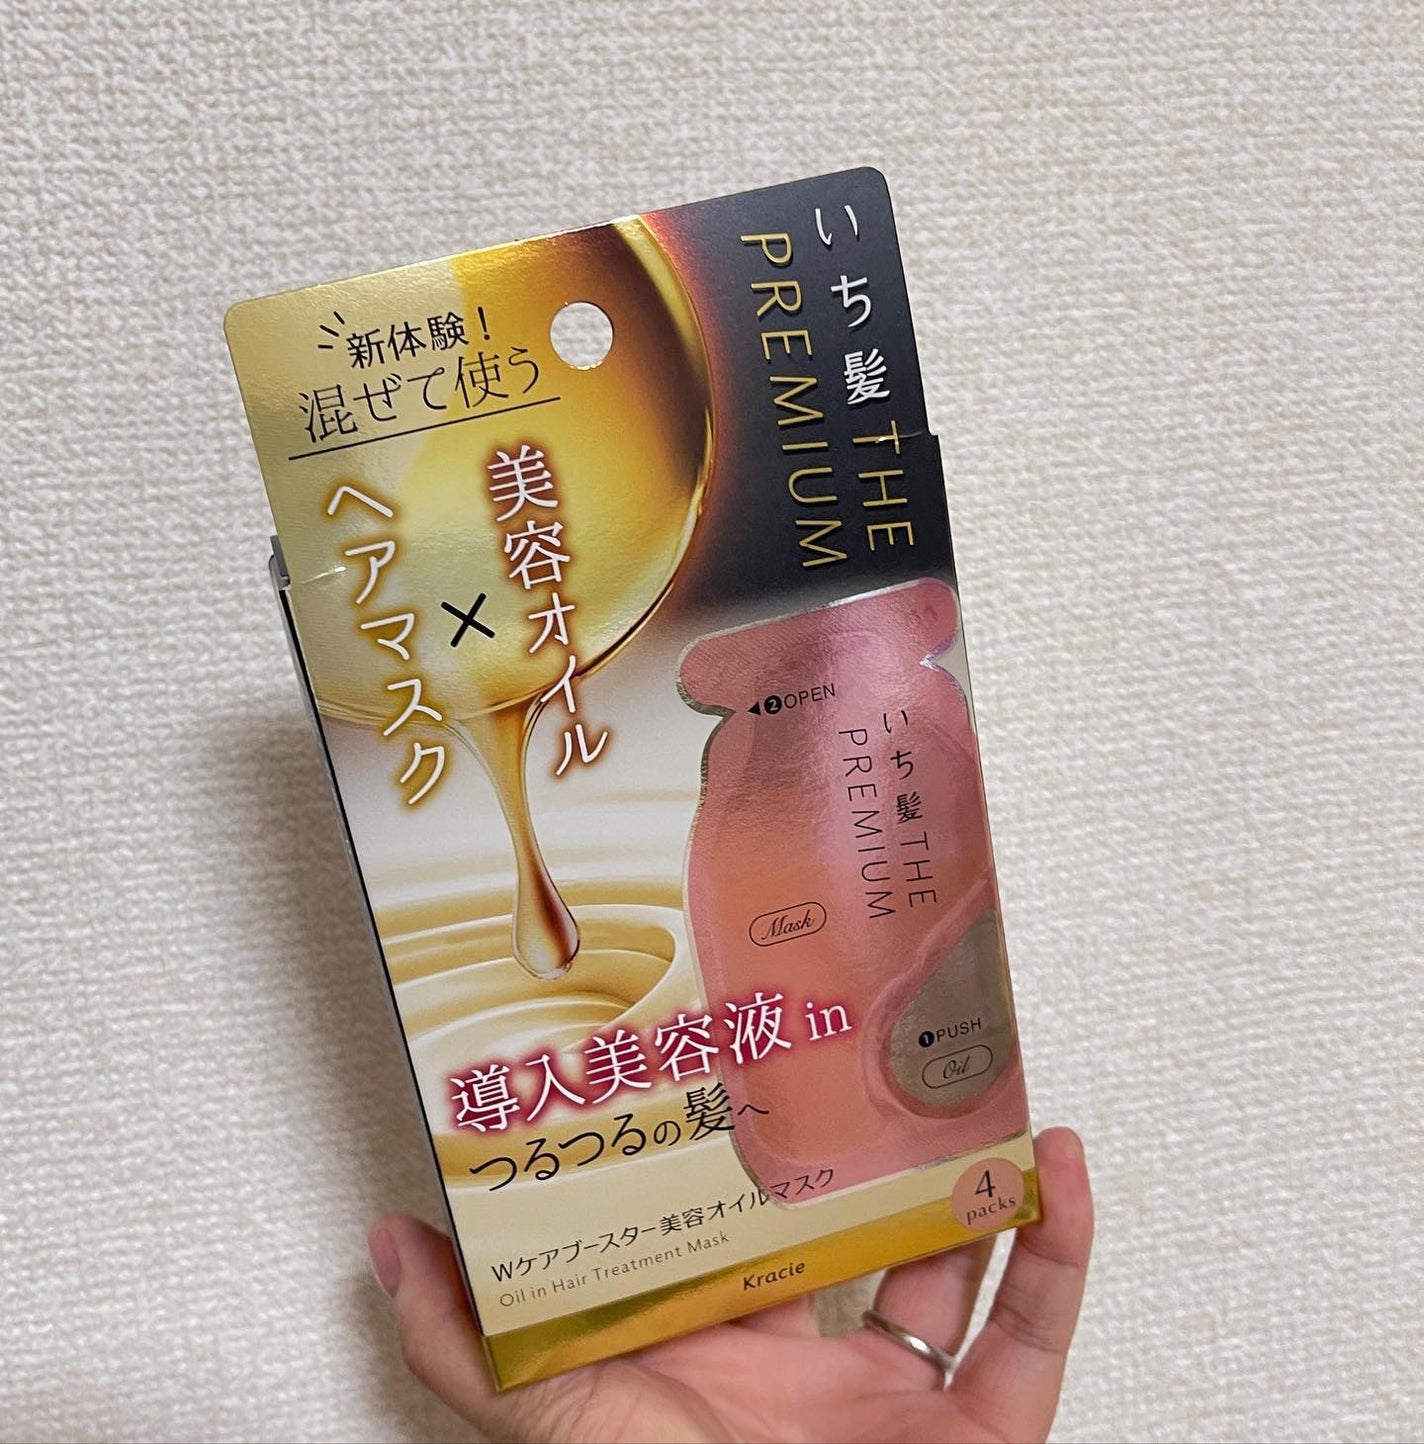 いち髪 THE
PREMIUM
新体験！
混ぜて使う
美容オイル
×
ヘアマスク
❷OPEN
いち髪 THE
PREMIUM
Mask
❶PUSH
Oil
導入美容液 in
つるつるの髪へ
Wケアブースター美容オイルマスク
Oil in Hair Treatment Mask
4
packs
Kracie